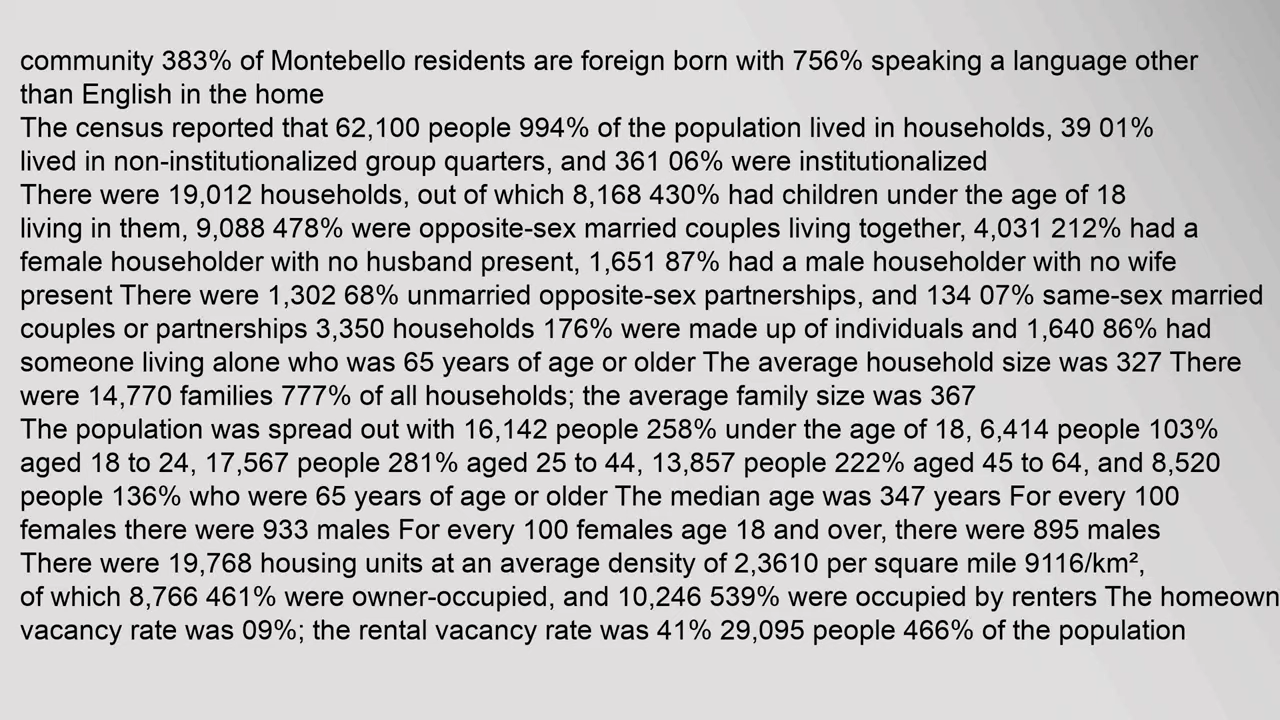 community 383% of Montebello residents are foreign born with 756% speaking a language other
than English in the home
The census reported that 62,100 people 994% of the population lived in households, 39 01%
lived in non-institutionalized group quarters, and 361 06% were institutionalized
There were 19,012 households, out of which 8,168 430% had children under the age of 18
living in them, 9,088 478% were opposite-sex married couples living together, 4,031 212% had a
female householder with no husband present, 1,651 87% had a male householder with no wife
present There were 1,302 68% unmarried opposite-sex partnerships, and 134 07% same-sex married
couples or partnerships 3,350 households 176% were made up of individuals and 1,640 86% had
someone living alone who was 65 years of age or older The average household size was 327 There
were 14,770 families 777% of all households; the average family size was 367
The population was spread out with 16,142 people 258% under the age of 18, 6,414 people 103%
aged 18 to 24, 17,567 people 281% aged 25 to 44, 13,857 people 222% aged 45 to 64, and 8,520
people 136% who were 65 years of age or older The median age was 347 years For every 100
females there were 933 males For every 100 females age 18 and over, there were 895 males
There were 19,768 housing units at an average density of 2,3610 per square mile 9116/km²,
of which 8,766 461% were owner-occupied, and 10,246 539% were occupied by renters The homeown
vacancy rate was 09%; the rental vacancy rate was 41% 29,095 people 466% of the population